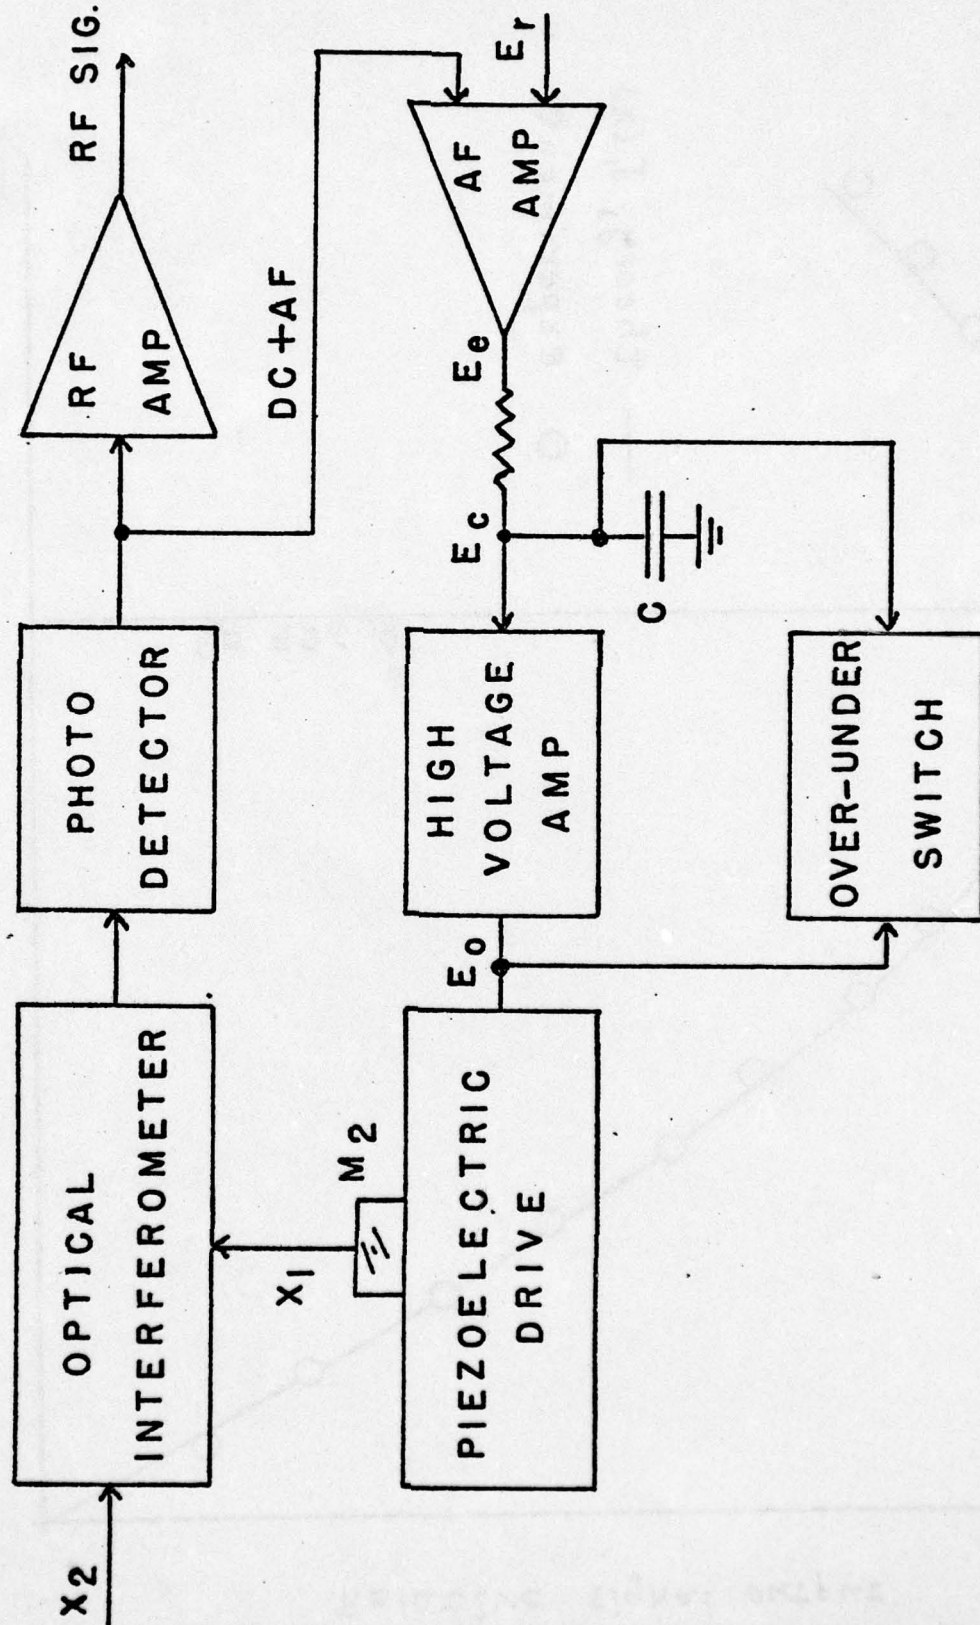 X2
OPTICAL
INTERFEROMETER
PHOTO
DETECTOR
RF
AMP
RF SIG.
X1
M2
DC+AF
PIEZOELECTRIC
DRIVE
Eo
HIGH
VOLTAGE
AMP
Ec
Ee
AF
AMP
Er
C
OVER-UNDER
SWITCH